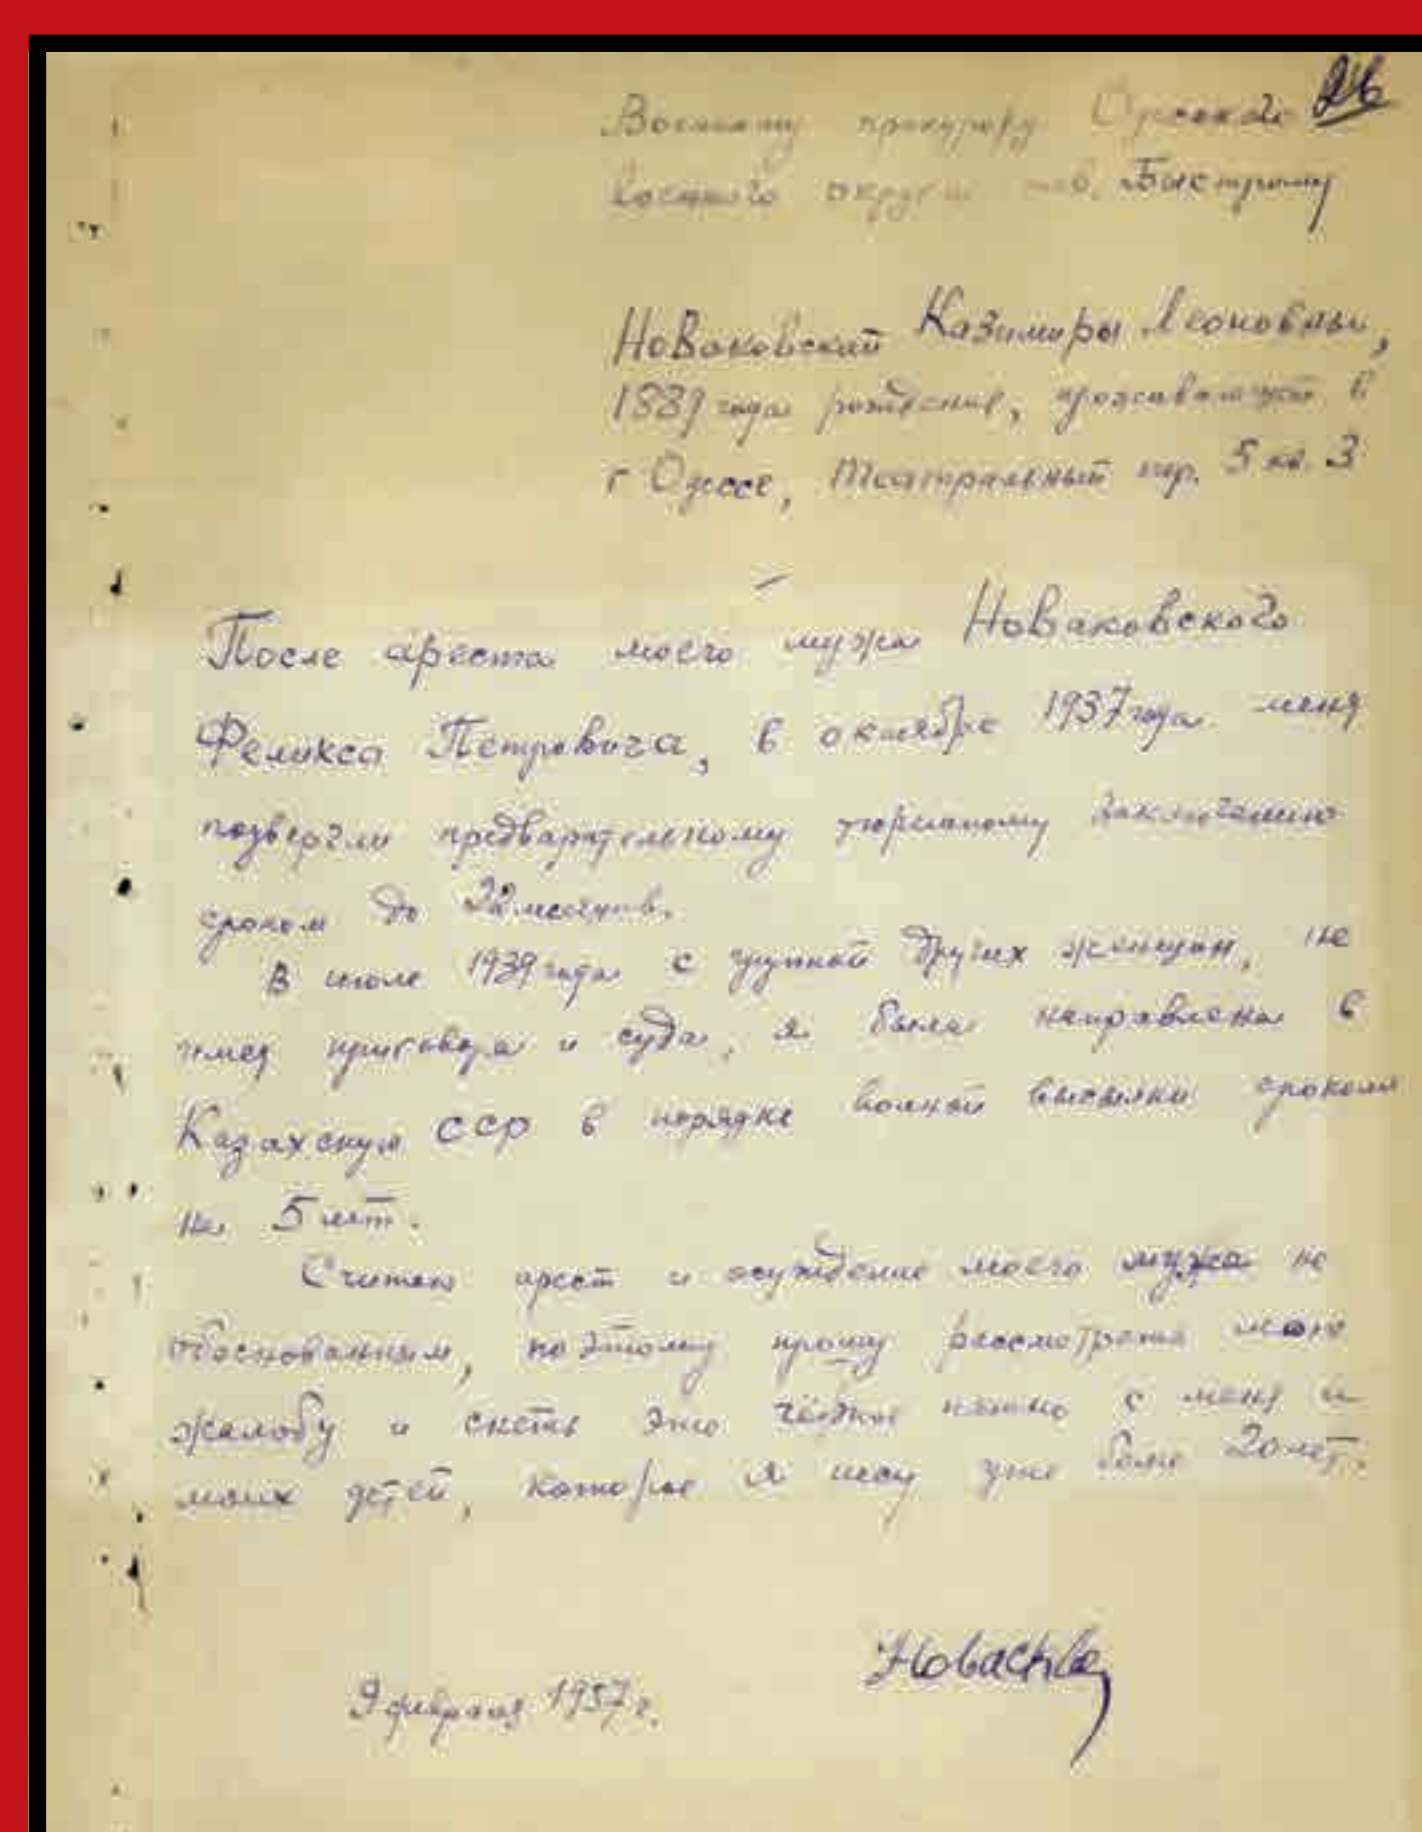 26
Военному прокурору Одесского
Военного округа тов. Быстрому
Новаковской Казимиры Леоновны,
1889 года рождения, проживающей в
г Одессе, Театральный пер. 5 кв. 3
После ареста моего мужа Новаковского
Феликса Петровича, в октябре 1937 года меня
подвергли предварительному тюремному заключению
сроком до 22 месяцев.
В июле 1939 года с группой других женщин, не
имея приговора и суда, я была направлена в
Казахскую ССР в порядке вольной высылки сроком
на 5 лет.
Считаю арест и осуждение моего мужа не
обоснованным, поэтому прошу рассмотреть мою
жалобу и снять это чёрное пятно с меня и
моих детей, которое я несу уже более 20 лет.
9 февраля 1957 г.